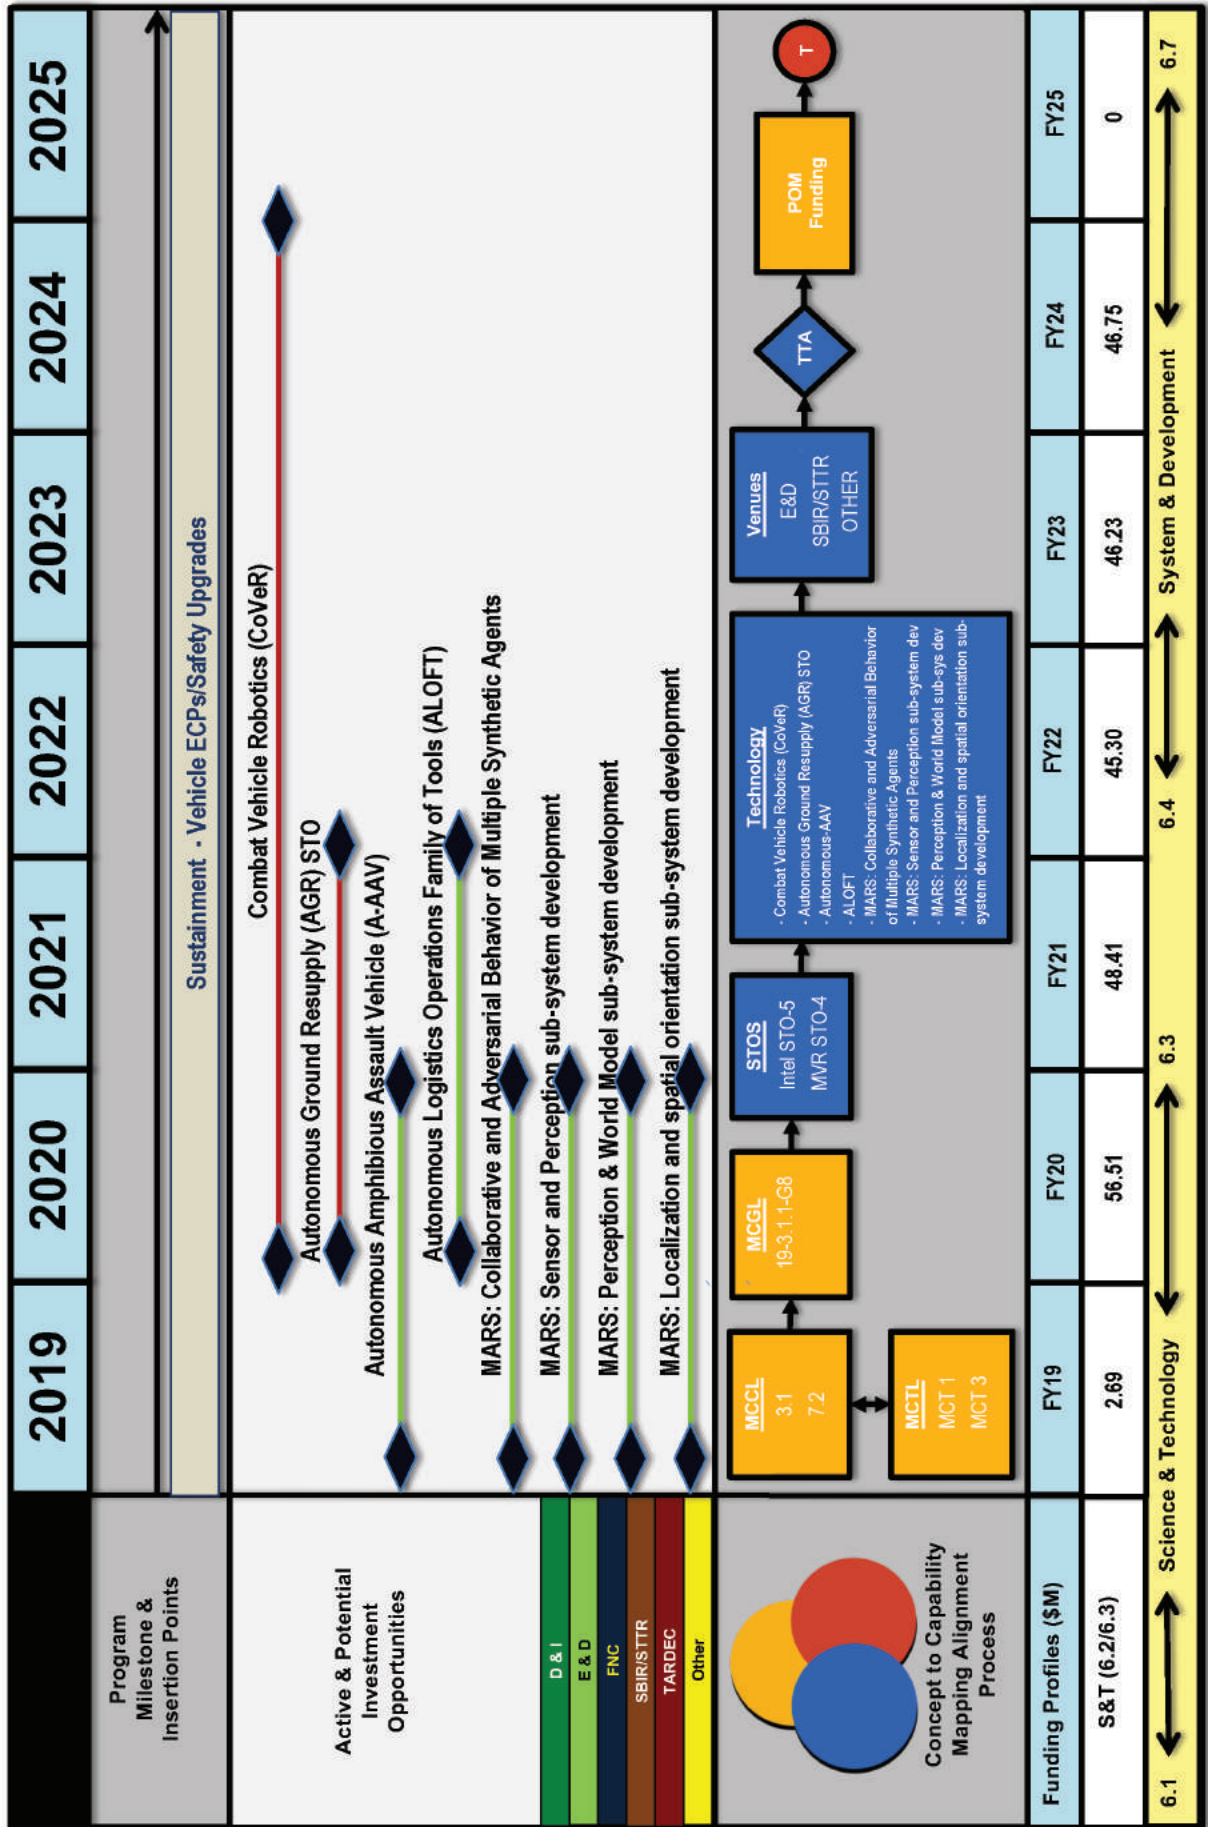 2019
2020
2021
2022
2023
2024
2025
Program
Milestone &
Insertion Points
Sustainment - Vehicle ECPs/Safety Upgrades
Active & Potential
Investment
Opportunities
D & I
E & D
FNC
SBIR/STTR
TARDEC
Other
Combat Vehicle Robotics (CoVeR)
Autonomous Ground Resupply (AGR) STO
Autonomous Amphibious Assault Vehicle (A-AAV)
Autonomous Logistics Operations Family of Tools (ALOFT)
MARS: Collaborative and Adversarial Behavior of Multiple Synthetic Agents
MARS: Sensor and Perception sub-system development
MARS: Perception & World Model sub-system development
MARS: Localization and spatial orientation sub-system development
Concept to Capability
Mapping Alignment
Process
MCCL
3.1
7.2
MCTL
MCT 1
MCT 3
MCGL
19-3.1.1-G8
STOS
Intel STO-5
MVR STO-4
Technology
- Combat Vehicle Robotics (CoVeR)
- Autonomous Ground Resupply (AGR) STO
- Autonomous-AAV
- ALOFT
- MARS: Collaborative and Adversarial Behavior
of Multiple Synthetic Agents
- MARS: Sensor and Perception sub-system dev
- MARS: Perception & World Model sub-sys dev
- MARS: Localization and spatial orientation sub-
system development
Venues
E&D
SBIR/STTR
OTHER
TTA
POM
Funding
T
Funding Profiles ($M)
FY19
FY20
FY21
FY22
FY23
FY24
FY25
S&T (6.2/6.3)
2.69
56.51
48.41
45.30
46.23
46.75
0
6.1
Science & Technology
6.3
6.4
System & Development
6.7